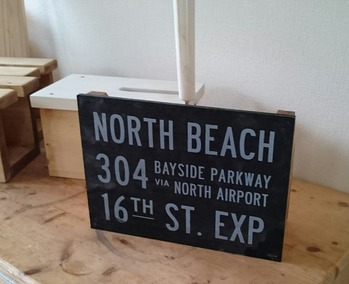 NORTH BEACH
304 BAYSIDE PARKWAY
VIA NORTH AIRPORT
16TH ST. EXP